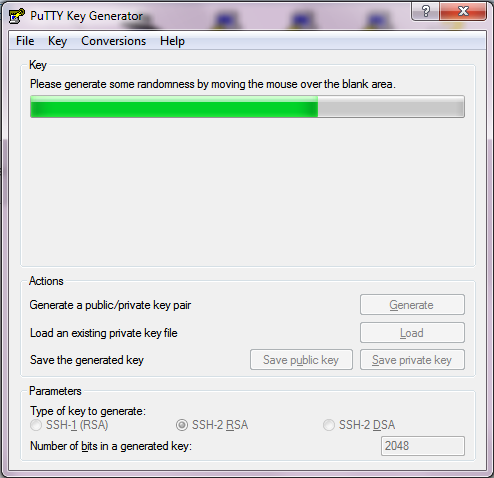 PuTTY Key Generator
File Key Conversions Help
Key
Please generate some randomness by moving the mouse over the blank area.
Actions
Generate a public/private key pair Generate
Load an existing private key file Load
Save the generated key Save public key Save private key
Parameters
Type of key to generate:
SSH-1 (RSA) SSH-2 RSA SSH-2 DSA
Number of bits in a generated key: 2048